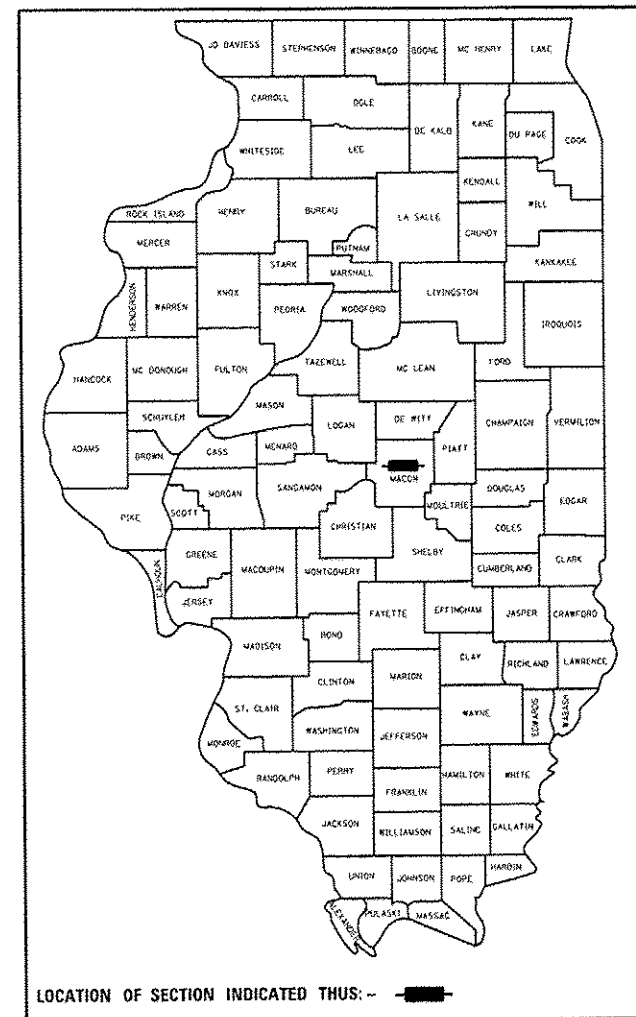 JO DAVIESS STEPHENSON WINNEBAGO BOONE MC HENRY LAKE
CARROLL OGLE DE KALB KANE DU PAGE COOK
WHITESIDE LEE
KENDALL WILL
ROCK ISLAND HENRY BUREAU LA SALLE GRUNDY
MERCER PUTNAM
STARK MARSHALL KANKAKEE
HENDERSON WARREN KNOX PEORIA WOODFORD LIVINGSTON IROQUOIS
HANCOCK MC DONOUGH FULTON TAZEWELL MC LEAN FORD
MASON
SCHUYLER LOGAN DE WITT CHAMPAIGN VERMILION
ADAMS BROWN CASS MENARD PIATT
MACON
PIKE SCOTT MORGAN SANGAMON MOULTRIE DOUGLAS EDGAR
CHRISTIAN COLES
GREENE SHELBY
CALHOUN MACOUPIN MONTGOMERY CUMBERLAND CLARK
JERSEY
FAYETTE EFFINGHAM JASPER CRAWFORD
MADISON BOND
CLAY RICHLAND LAWRENCE
CLINTON MARION
ST. CLAIR WAYNE EDWARDS WABASH
MONROE WASHINGTON JEFFERSON
RANDOLPH PERRY HAMILTON WHITE
FRANKLIN
JACKSON WILLIAMSON SALINE GALLATIN
UNION JOHNSON POPE HARDIN
ALEXANDER PULASKI MASSAC
LOCATION OF SECTION INDICATED THUS: -